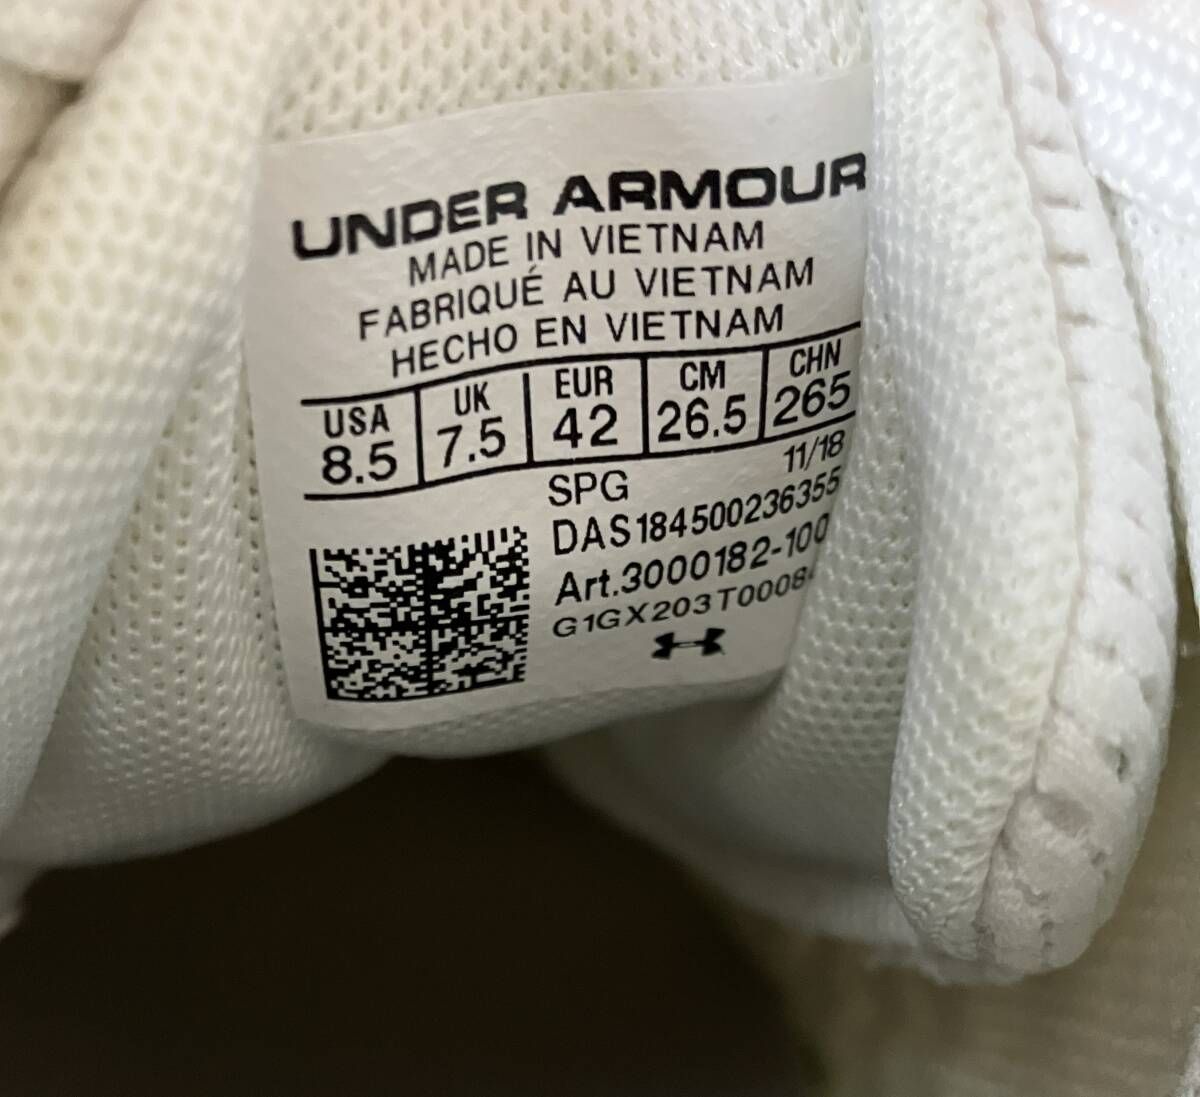 UNDER ARMOUR
MADE IN VIETNAM
FABRIQUÉ AU VIETNAM
HECHO EN VIETNAM
USA UK EUR CM CHN
8.5 7.5 42 26.5 265
SPG 11/18
DAS184500236355
Art.3000182-100